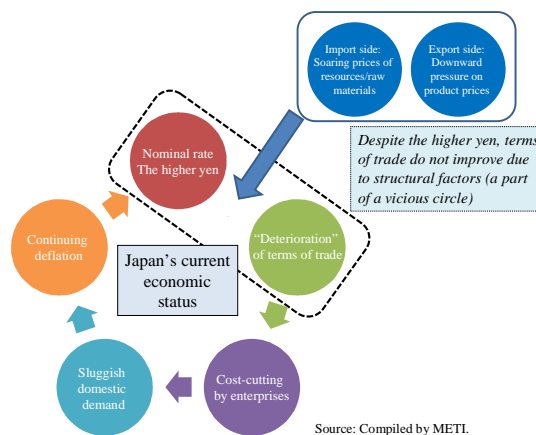 Import side:
Soaring prices of
resources/raw
materials
Export side:
Downward
pressure on
product prices
Despite the higher yen, terms
of trade do not improve due
to structural factors (a part
of a vicious circle)
Nominal rate
The higher yen
"Deterioration"
of terms of trade
Continuing
deflation
Japan's current
economic
status
Sluggish
domestic
demand
Cost-cutting
by enterprises
Source: Compiled by METI.